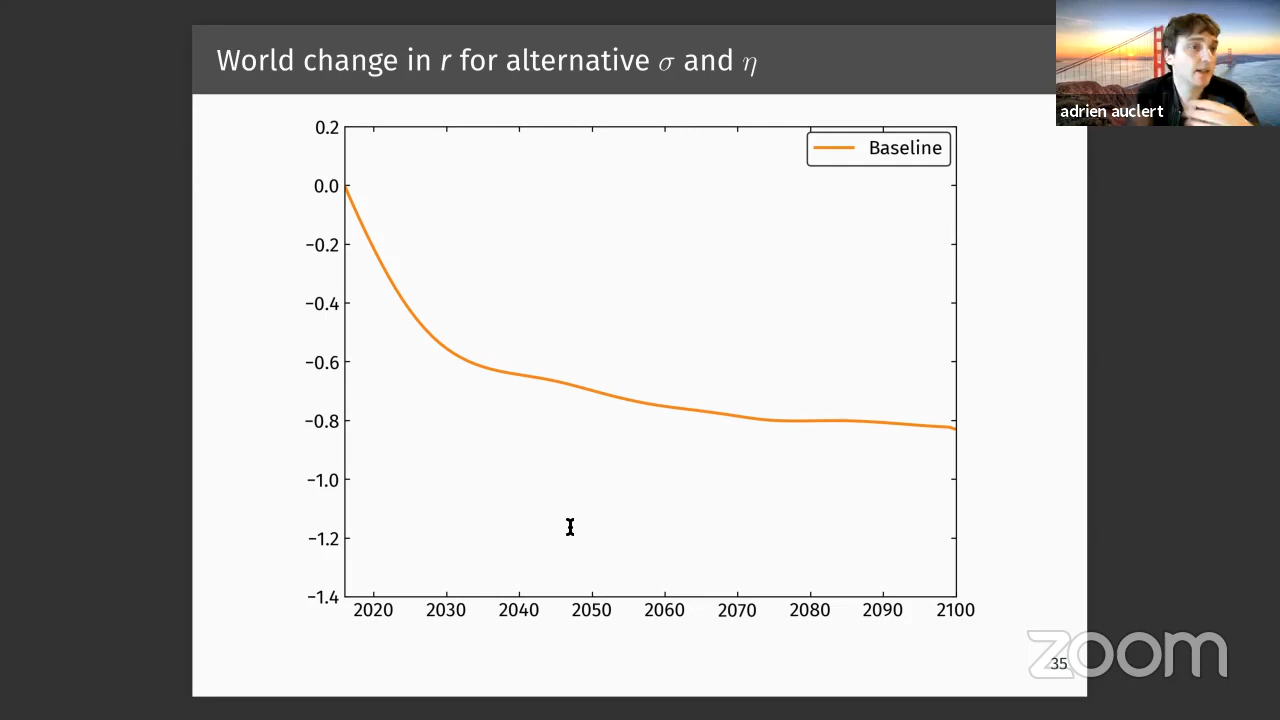 World change in r for alternative σ and η
adrien auclert
Baseline
0.2
0.0
−0.2
−0.4
−0.6
−0.8
−1.0
−1.2
−1.4
2020 2030 2040 2050 2060 2070 2080 2090 2100
35
zoom